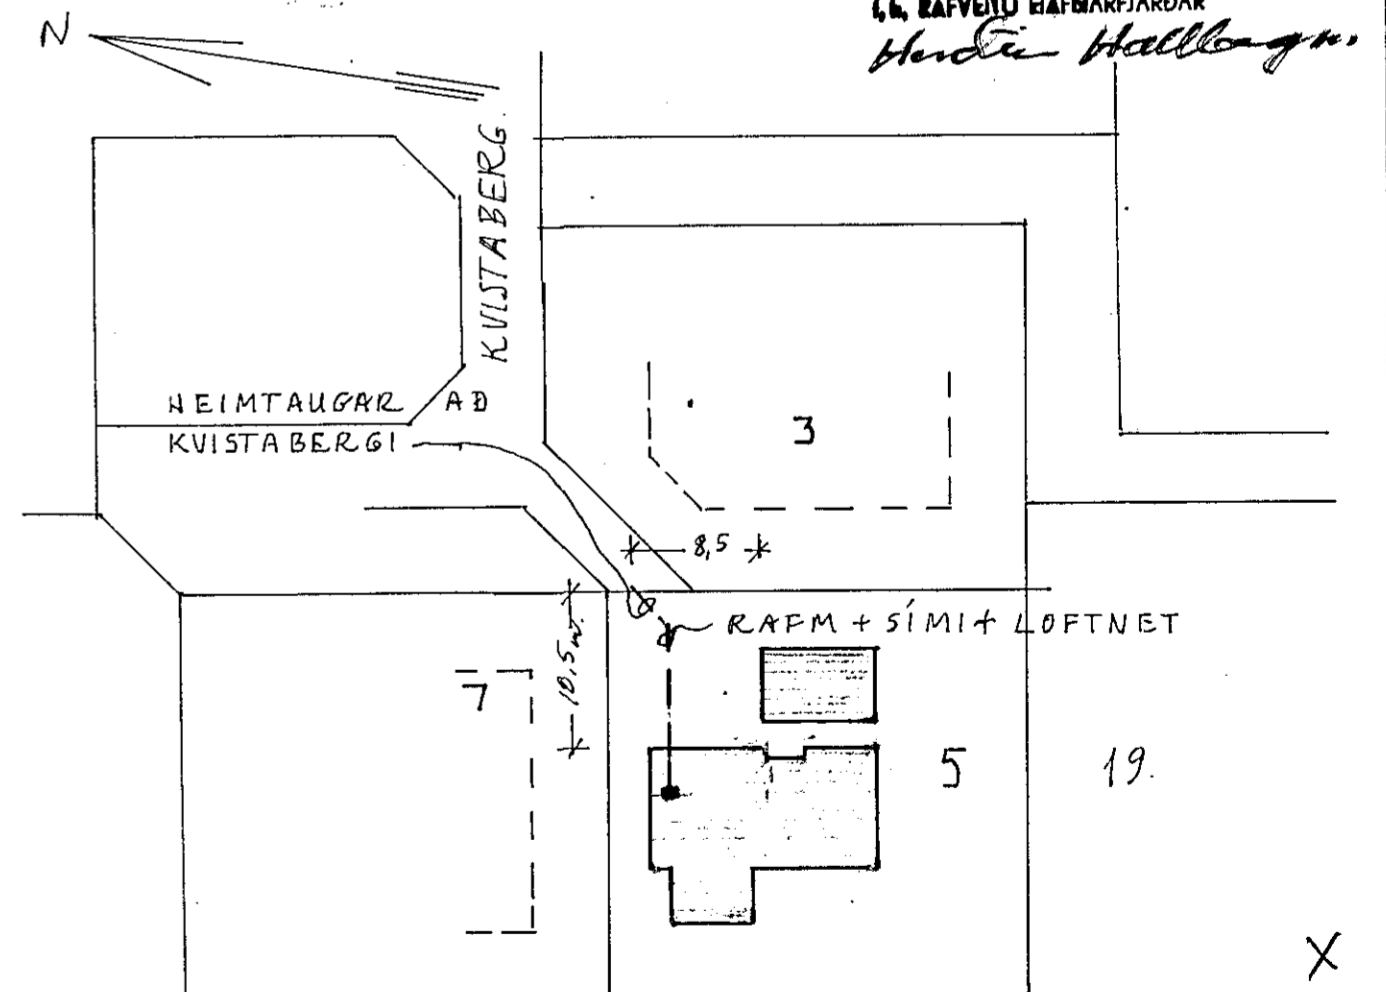 RAFVEITU HAFNARFJARÐAR
N
KVISTABERG.
HEIMTAUGAR AÐ
KVISTABERGI
3
8,5
RAFM + SÍMI + LOFTNET
10,5m.
7
5
19.
X